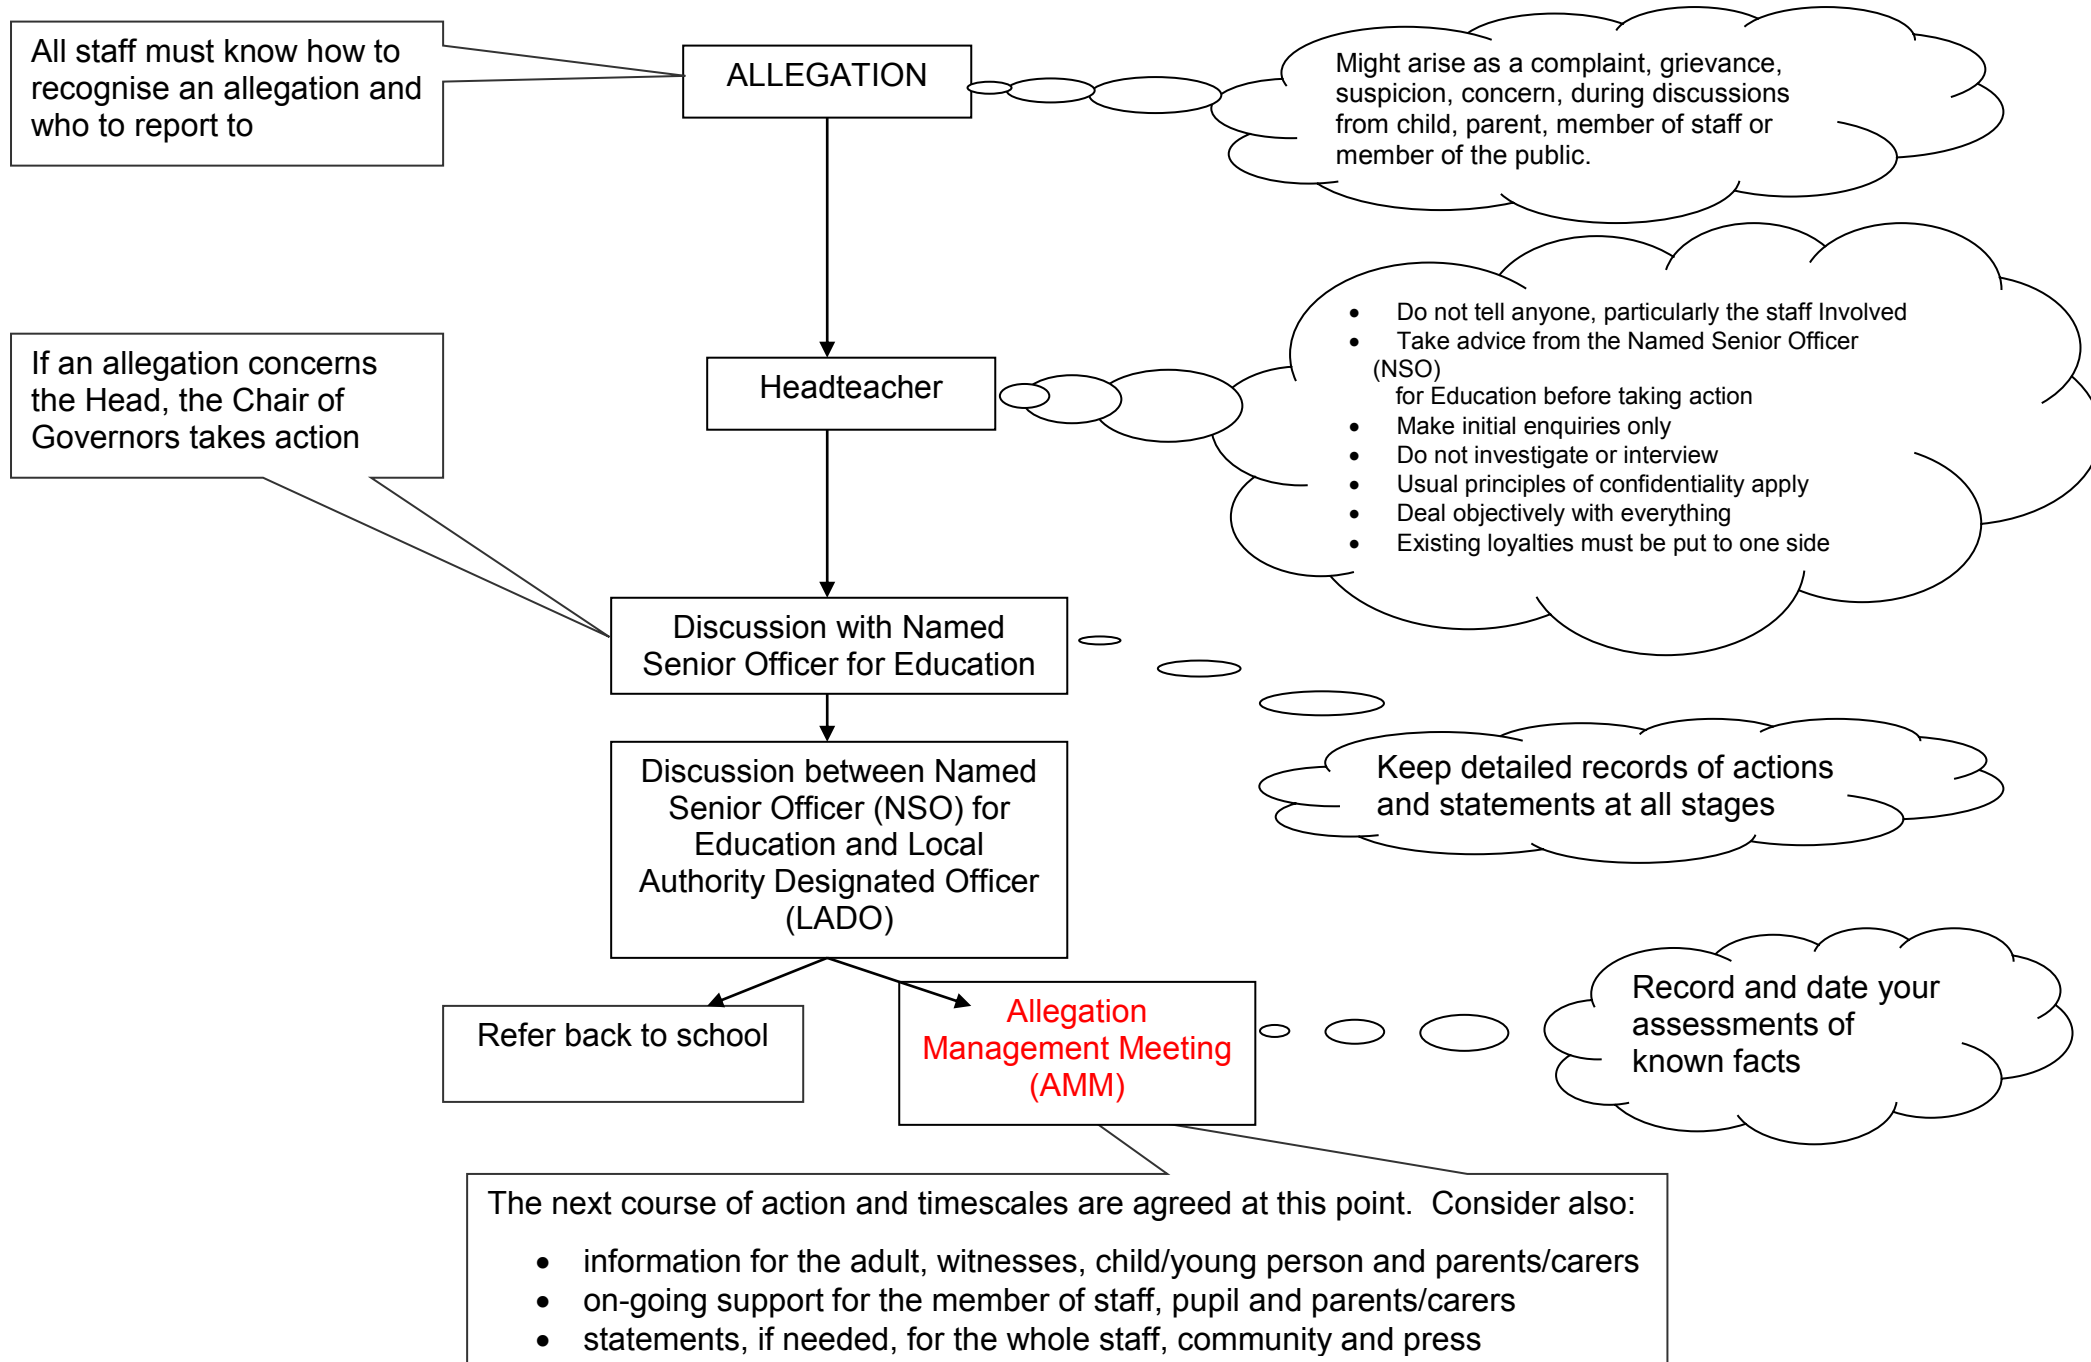 All staff must know how to
recognise an allegation and
who to report to
ALLEGATION
Might arise as a complaint, grievance,
suspicion, concern, during discussions
from child, parent, member of staff or
member of the public.
If an allegation concerns
the Head, the Chair of
Governors takes action
Headteacher
• Do not tell anyone, particularly the staff Involved
• Take advice from the Named Senior Officer
(NSO)
for Education before taking action
• Make initial enquiries only
• Do not investigate or interview
• Usual principles of confidentiality apply
• Deal objectively with everything
• Existing loyalties must be put to one side
Discussion with Named
Senior Officer for Education
Discussion between Named
Senior Officer (NSO) for
Education and Local
Authority Designated Officer
(LADO)
Keep detailed records of actions
and statements at all stages
Refer back to school
Allegation
Management Meeting
(AMM)
Record and date your
assessments of
known facts
The next course of action and timescales are agreed at this point.  Consider also:
• information for the adult, witnesses, child/young person and parents/carers
• on-going support for the member of staff, pupil and parents/carers
• statements, if needed, for the whole staff, community and press